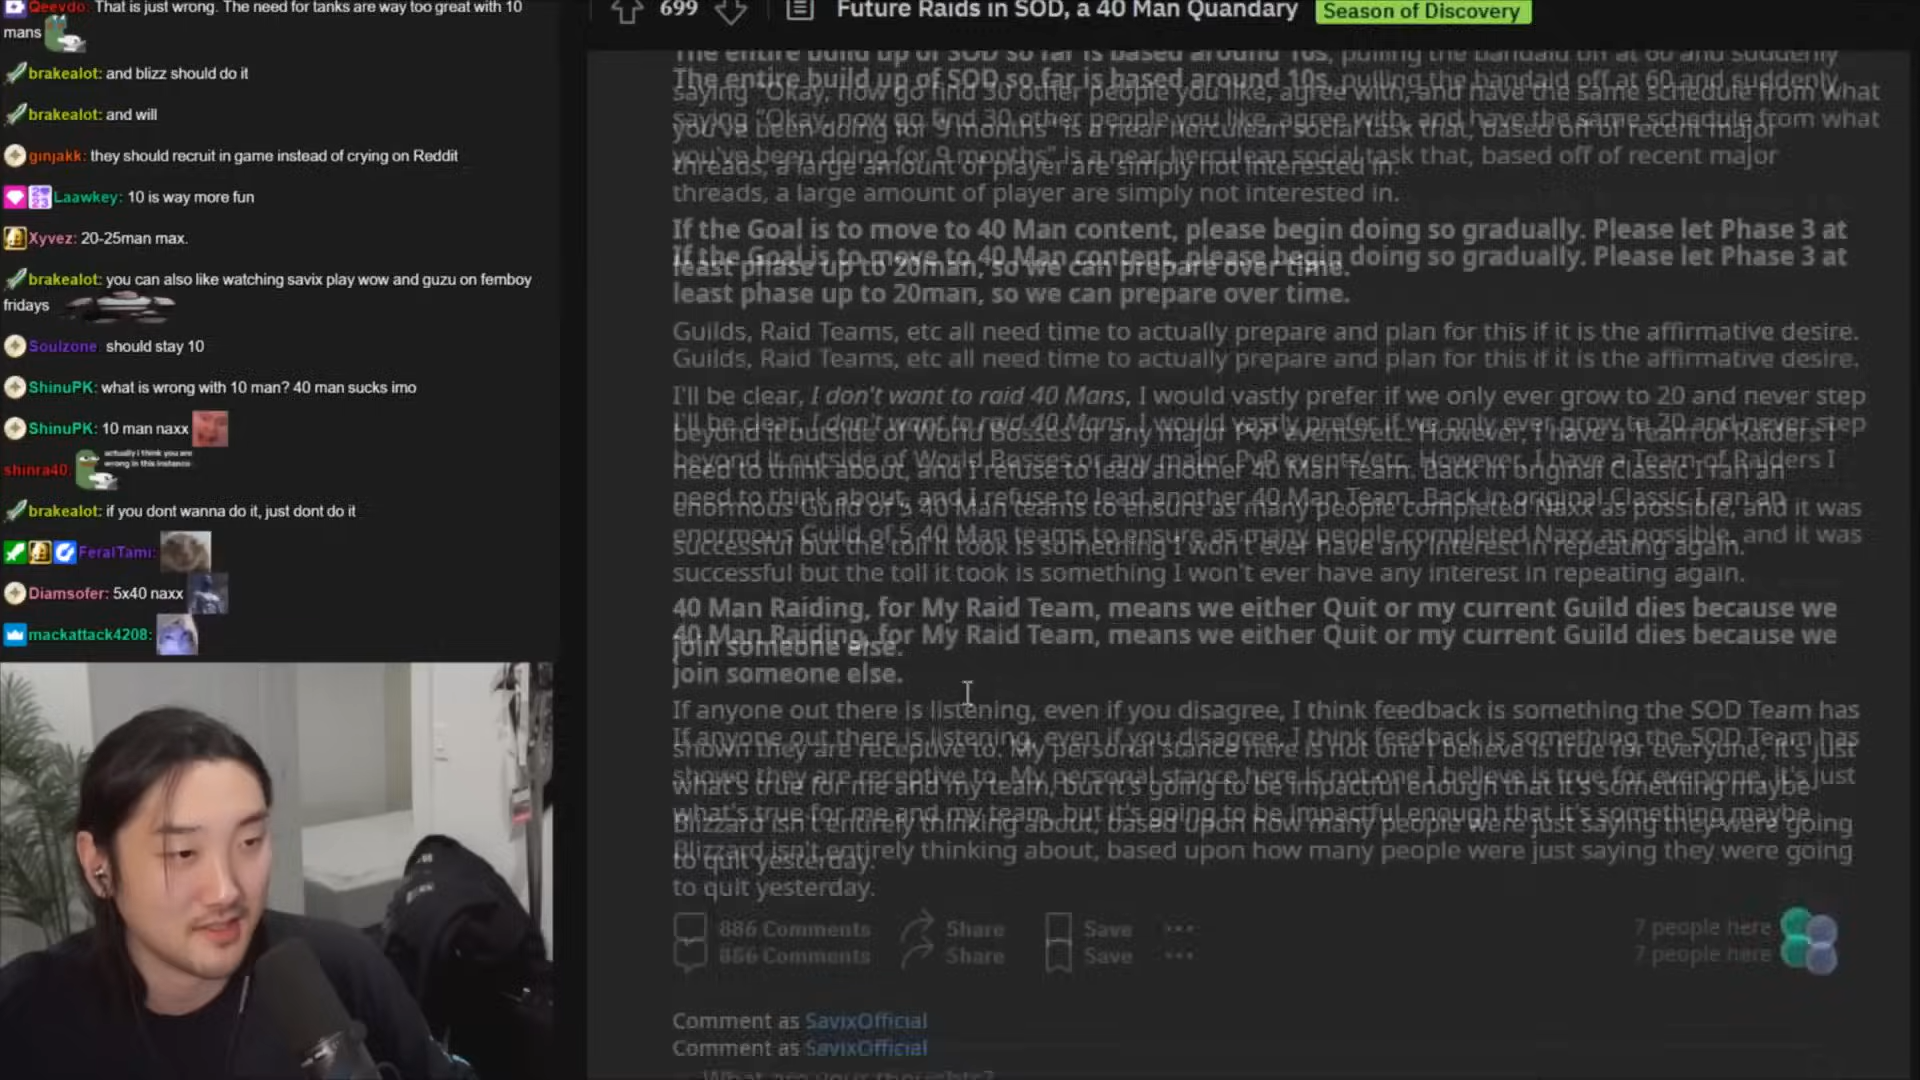 Qeevdo: That is just wrong. The need for tanks are way too great with 10
mans
brakealot: and blizz should do it
brakealot: and will
ginjakk: they should recruit in game instead of crying on Reddit
Laawkey: 10 is way more fun
Xyvez: 20-25man max.
brakealot: you can also like watching savix play wow and guzu on femboy
fridays
Soulzone: should stay 10
ShinuPK: what is wrong with 10 man? 40 man sucks imo
ShinuPK: 10 man naxx
shinra40:
actually i think you are
wrong in this instance
brakealot: if you dont wanna do it, just dont do it
FeralTami:
Diamsofer: 5x40 naxx
mackattack4208:
699 Future Raids in SOD, a 40 Man Quandary Season of Discovery
The entire build up of SOD so far is based around 10s, pulling the bandaid off at 60 and suddenly
saying "Okay, now go find 30 other people you like, agree with, and have the same schedule from what
you've been doing for 9 months" is a near herculean social task that, based off of recent major
threads, a large amount of player are simply not interested in.
If the Goal is to move to 40 Man content, please begin doing so gradually. Please let Phase 3 at
least phase up to 20man, so we can prepare over time.
Guilds, Raid Teams, etc all need time to actually prepare and plan for this if it is the affirmative desire.
I'll be clear, I don't want to raid 40 Mans, I would vastly prefer if we only ever grow to 20 and never step
beyond it outside of World Bosses or any major PvP events/etc. However, I have a Team of Raiders I
need to think about, and I refuse to lead another 40 Man Team. Back in original Classic I ran an
enormous Guild of 5 40 Man teams to ensure as many people completed Naxx as possible, and it was
successful but the toll it took is something I won't ever have any interest in repeating again.
40 Man Raiding, for My Raid Team, means we either Quit or my current Guild dies because we
join someone else.
If anyone out there is listening, even if you disagree, I think feedback is something the SOD Team has
shown they are receptive to. My personal stance here is not one I believe is true for everyone, it's just
what's true for me and my team, but it's going to be impactful enough that it's something maybe
Blizzard isn't entirely thinking about, based upon how many people were just saying they were going
to quit yesterday.
886 Comments Share Save ··· 7 people here
Comment as SavixOfficial
What are your thoughts?